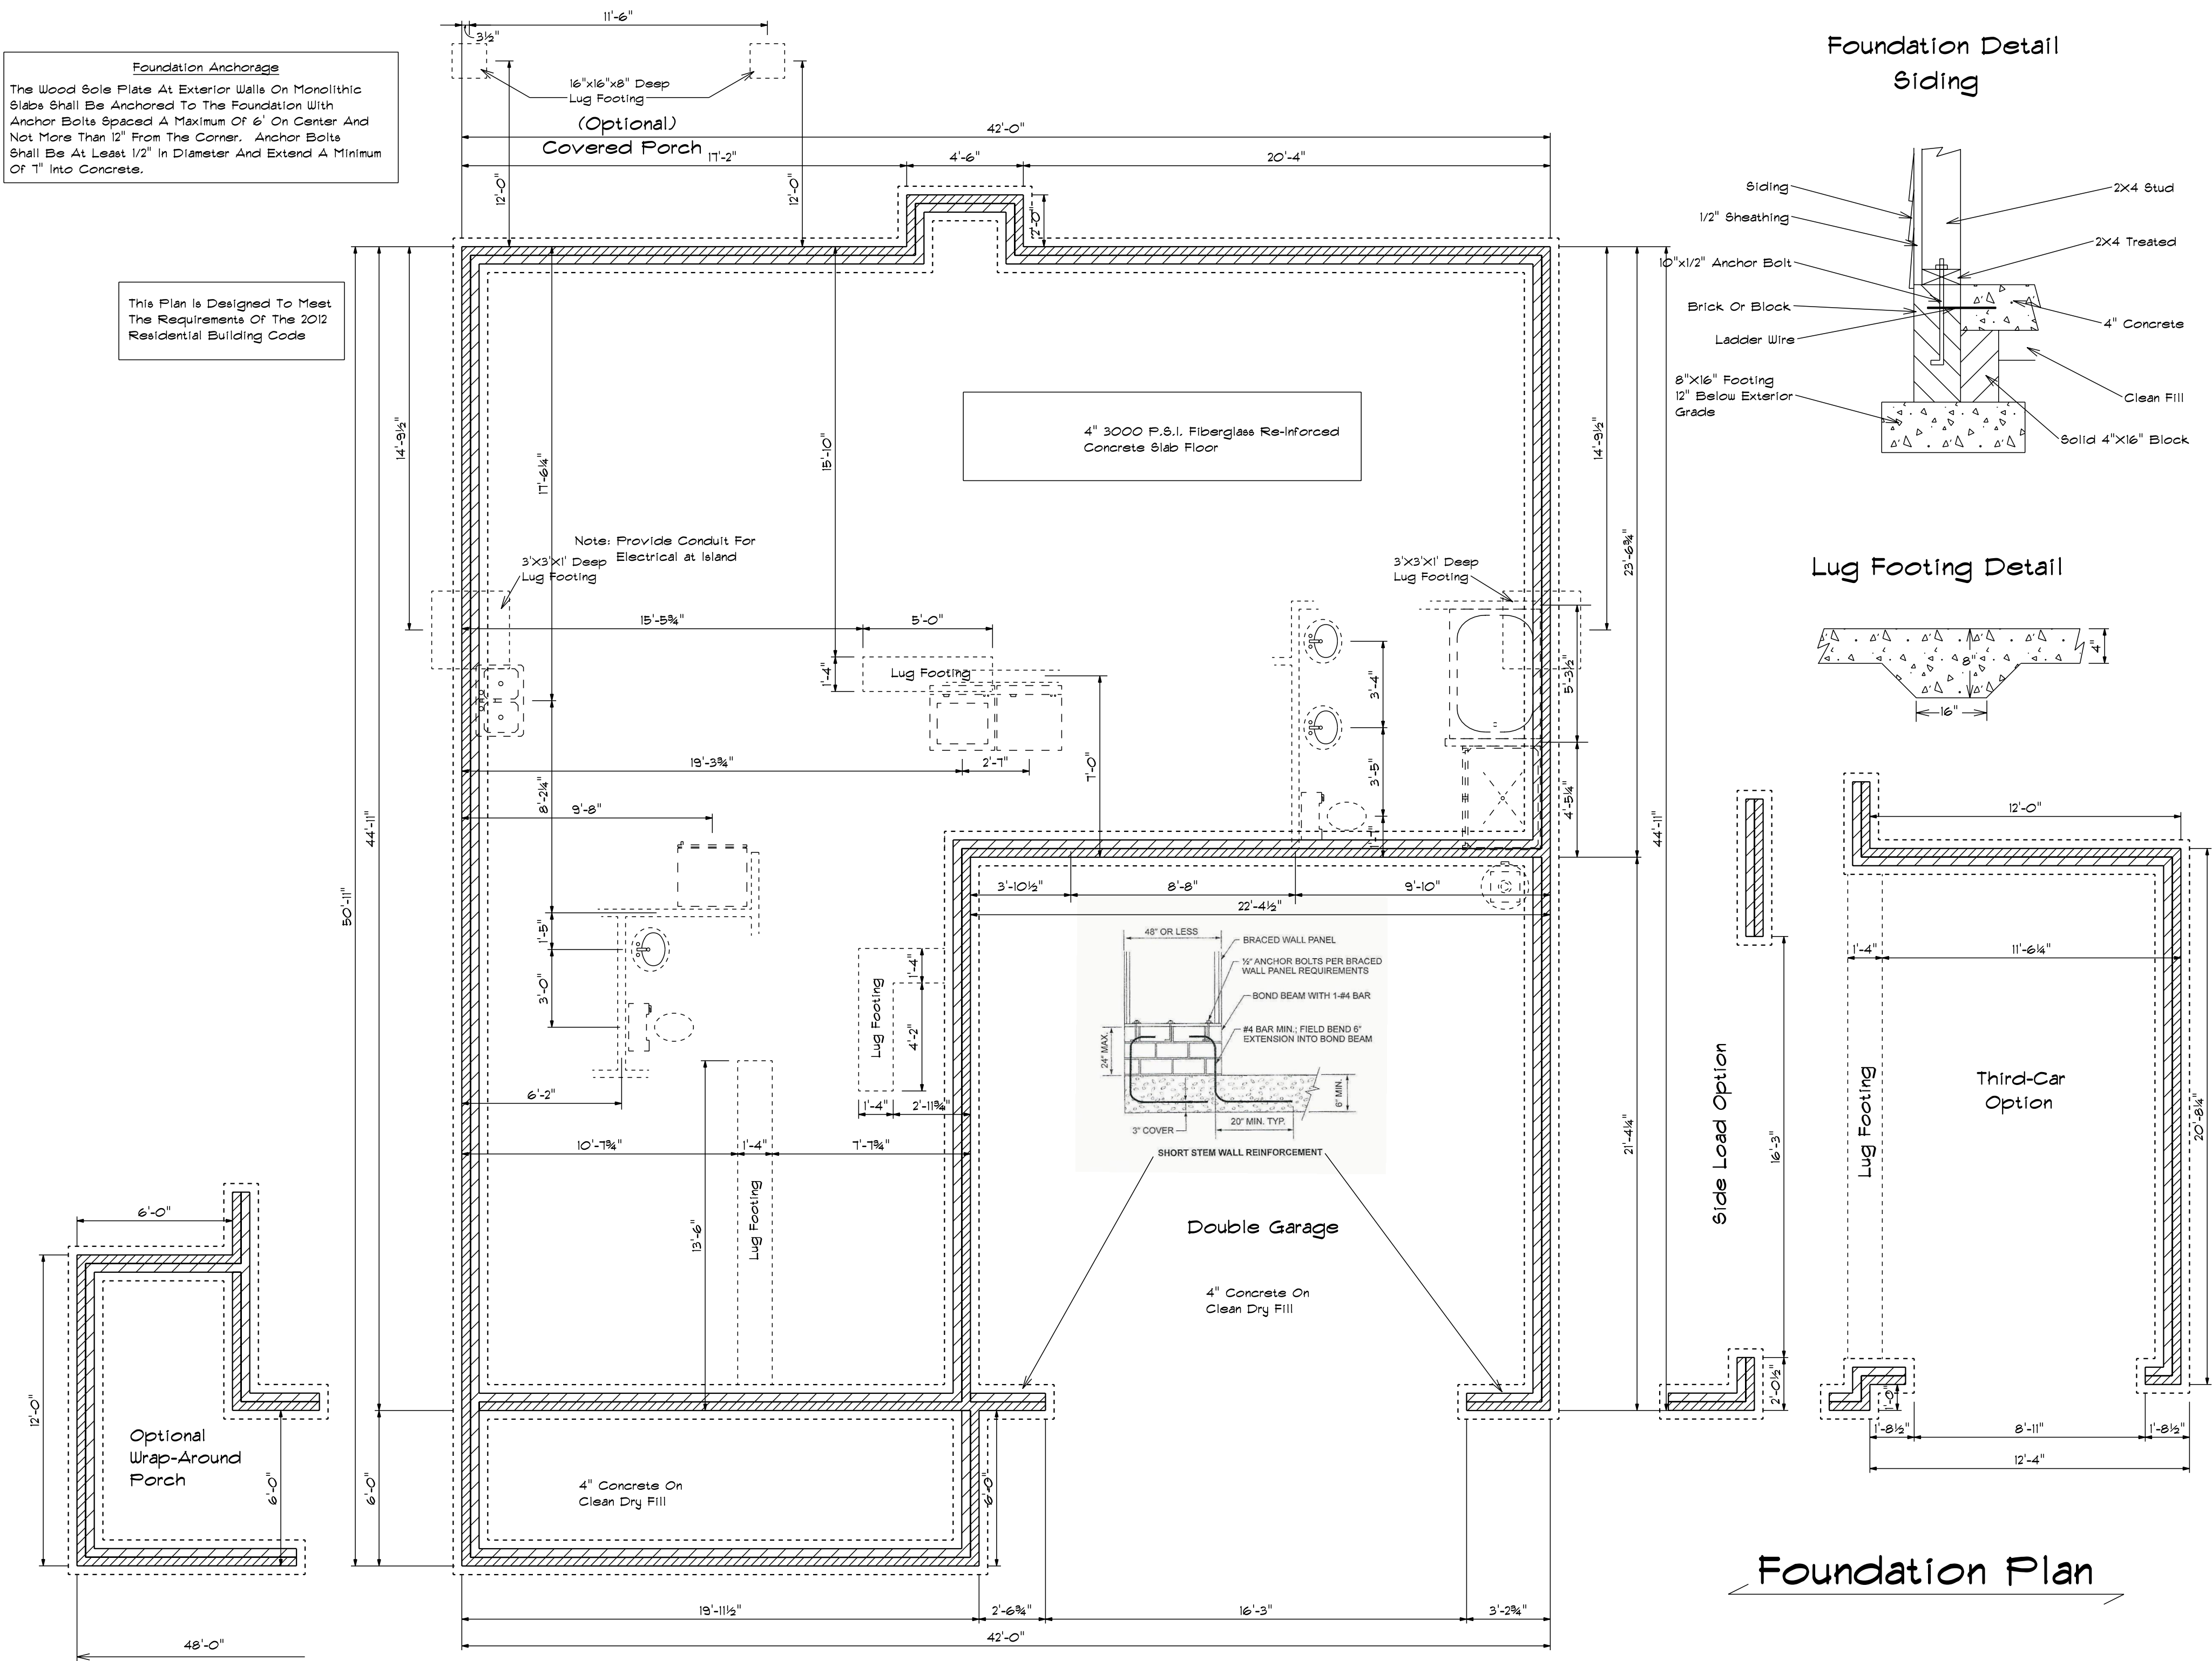 11'-6"
3½"
Foundation Detail
Siding
Foundation Anchorage
The Wood Sole Plate At Exterior Walls On Monolithic
Slabs Shall Be Anchored To The Foundation With
Anchor Bolts Spaced A Maximum Of 6' On Center And
Not More Than 12" From The Corner. Anchor Bolts
Shall Be At Least 1/2" In Diameter And Extend A Minimum
Of 7" Into Concrete.
16"x16"x8" Deep
Lug Footing
(Optional)
Covered Porch
42'-0"
17'-2"
4'-6"
20'-4"
12'-0"
12'-0"
2'-0"
Siding
2X4 Stud
1/2" Sheathing
2X4 Treated
10"x1/2" Anchor Bolt
Brick Or Block
4" Concrete
Ladder Wire
8"X16" Footing
12" Below Exterior
Grade
Clean Fill
Solid 4"X16" Block
This Plan Is Designed To Meet
The Requirements Of The 2012
Residential Building Code
14'-9½"
17'-6¼"
15'-10"
4" 3000 P.S.I. Fiberglass Re-Inforced
Concrete Slab Floor
14'-9½"
23'-6¾"
Note: Provide Conduit For
Electrical at Island
3'X3'X1' Deep
Lug Footing
3'X3'X1' Deep
Lug Footing
Lug Footing Detail
8"
4"
16"
15'-5¾"
5'-0"
1'-4"
Lug Footing
3'-4"
5'-3½"
19'-3¾"
2'-7"
7'-0"
3'-5"
4'-5¼"
1'-
8'-2¼"
9'-8"
44'-11"
50'-11"
44'-11"
3'-10½"
8'-8"
9'-10"
22'-4½"
1'-5"
3'-0"
1'-4"
4'-2"
Lug Footing
1'-4"
2'-11¾"
6'-2"
10'-7¾"
1'-4"
7'-7¾"
13'-6"
Lug Footing
48" OR LESS
BRACED WALL PANEL
½" ANCHOR BOLTS PER BRACED
WALL PANEL REQUIREMENTS
BOND BEAM WITH 1-#4 BAR
#4 BAR MIN.; FIELD BEND 6"
EXTENSION INTO BOND BEAM
24" MAX.
6" MIN.
3" COVER
20" MIN. TYP.
SHORT STEM WALL REINFORCEMENT
Double Garage
4" Concrete On
Clean Dry Fill
21'-4¼"
Side Load Option
16'-3"
2'-0½"
12'-0"
1'-4"
11'-6¼"
Lug Footing
Third-Car
Option
20'-8¼"
1'-0"
1'-8½"
8'-11"
1'-8½"
12'-4"
6'-0"
12'-0"
Optional
Wrap-Around
Porch
6'-0"
6'-0"
4" Concrete On
Clean Dry Fill
6'-0"
19'-11½"
2'-6¾"
16'-3"
3'-2¾"
42'-0"
48'-0"
Foundation Plan